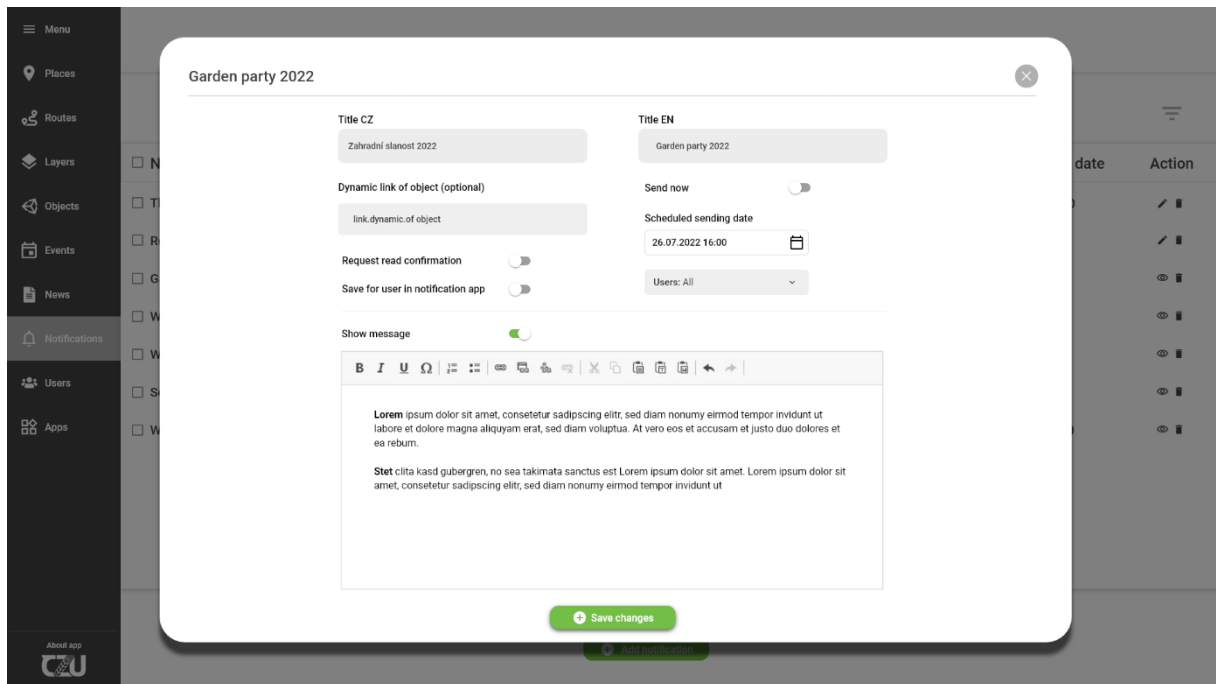 Menu
Places
Routes
Layers
Objects
Events
News
Notifications
Users
Apps
About app
CZU
Garden party 2022
Title CZ
Zahradní slanost 2022
Title EN
Garden party 2022
Dynamic link of object (optional)
link.dynamic.of object
Send now
Scheduled sending date
26.07.2022 16:00
Request read confirmation
Save for user in notification app
Users: All
Show message
B I U Ω
Lorem ipsum dolor sit amet, consetetur sadipscing elitr, sed diam nonumy eirmod tempor invidunt ut
labore et dolore magna aliquyam erat, sed diam voluptua. At vero eos et accusam et justo duo dolores et
ea rebum.
Stet clita kasd gubergren, no sea takimata sanctus est Lorem ipsum dolor sit amet. Lorem ipsum dolor sit
amet, consetetur sadipscing elitr, sed diam nonumy eirmod tempor invidunt ut
Save changes
date
Action
Add notification